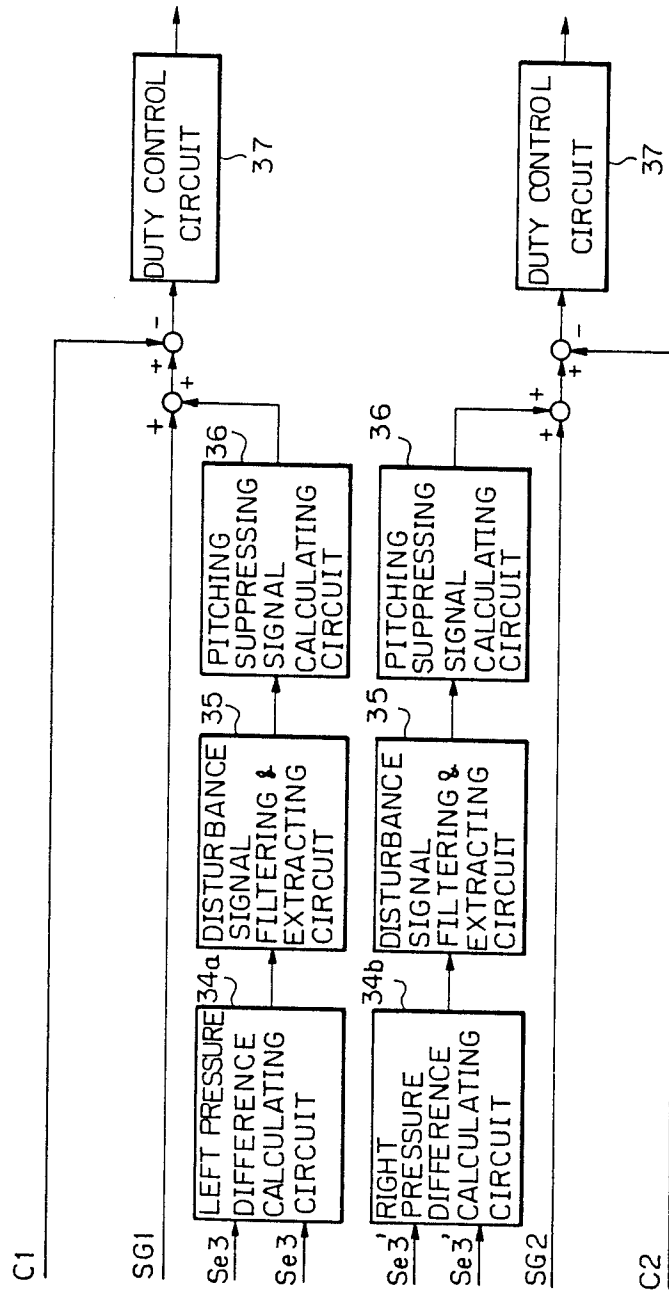 C1
SG1
Se3
Se3
LEFT PRESSURE
DIFFERENCE
CALCULATING
CIRCUIT
34a
DISTURBANCE
SIGNAL
FILTERING &
EXTRACTING
CIRCUIT
35
PITCHING
SUPPRESSING
SIGNAL
CALCULATING
CIRCUIT
36
+
+
+
-
DUTY CONTROL
CIRCUIT
37
Se3'
Se3'
RIGHT
PRESSURE
DIFFERENCE
CALCULATING
CIRCUIT
34b
DISTURBANCE
SIGNAL
FILTERING &
EXTRACTING
CIRCUIT
35
PITCHING
SUPPRESSING
SIGNAL
CALCULATING
CIRCUIT
36
+
+
+
-
DUTY CONTROL
CIRCUIT
37
SG2
C2